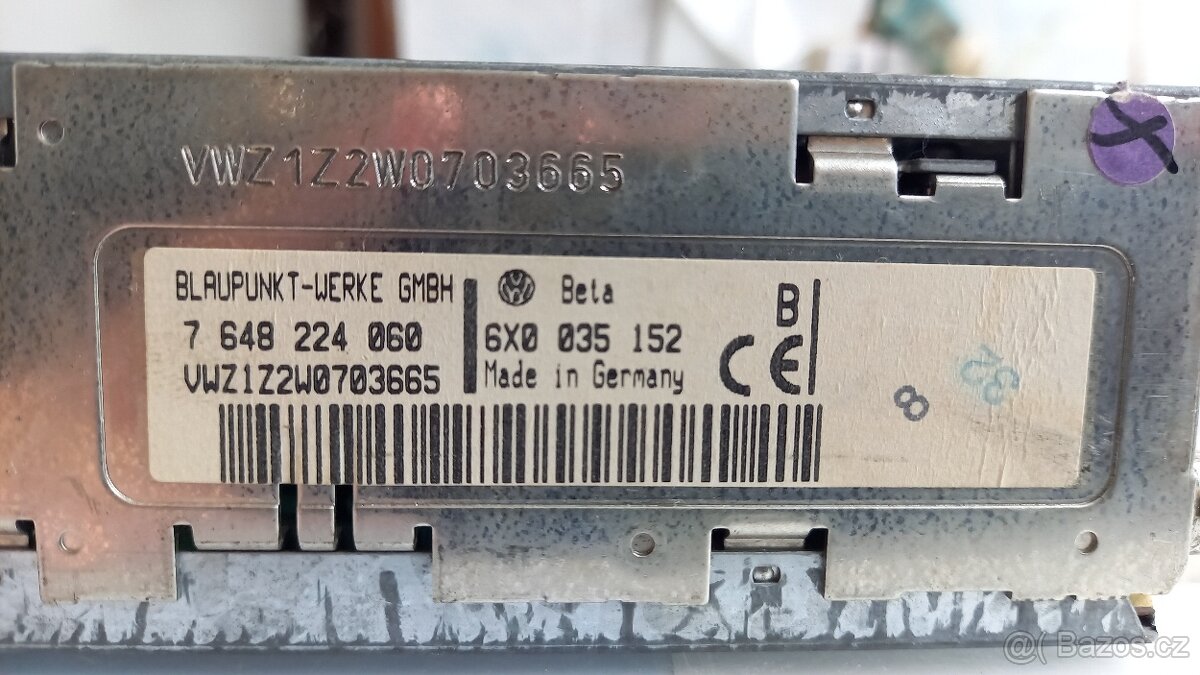 VWZ1Z2W0703665
BLAUPUNKT-WERKE GMBH
7 648 224 060
VWZ1Z2W0703665
Beta
6X0 035 152
Made in Germany
B
CE
8
23
Bazos.cz